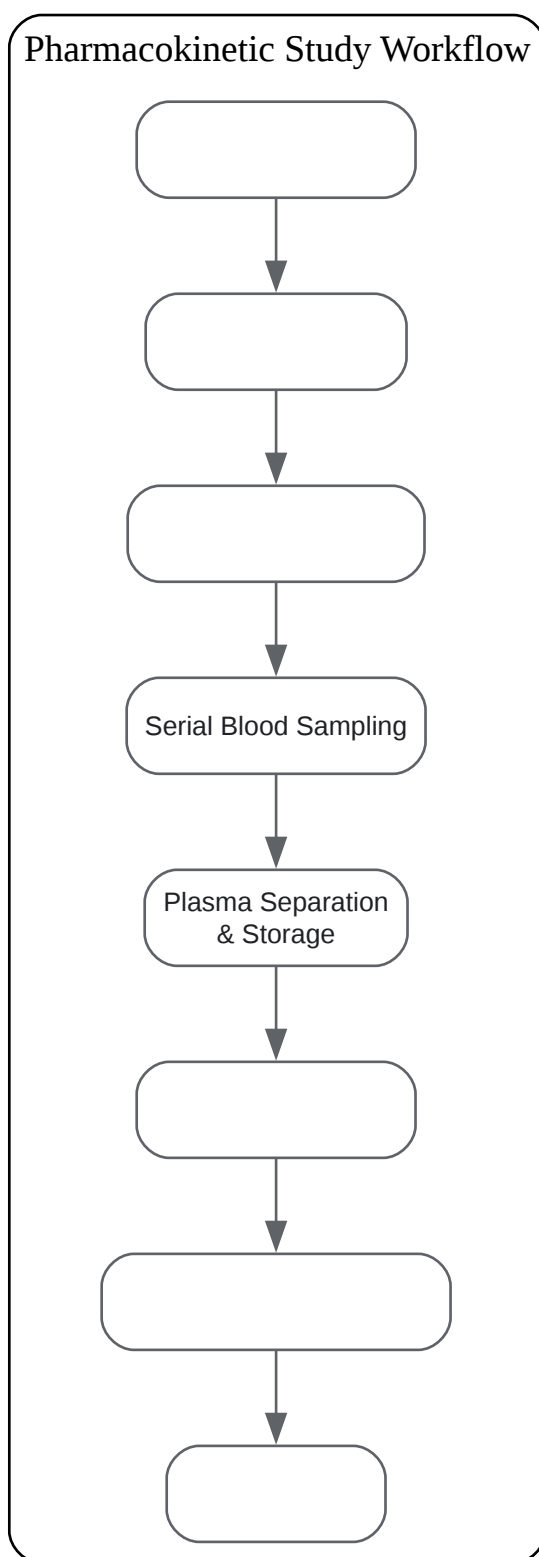 Pharmacokinetic Study Workflow
Serial Blood Sampling
Plasma Separation
& Storage